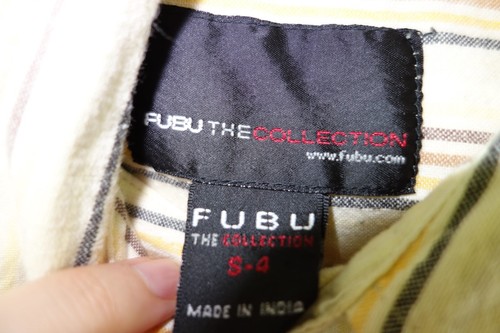 FUBU THE COLLECTION
www.fubu.com
FUBU
THE COLLECTION
S-4
MADE IN INDIA